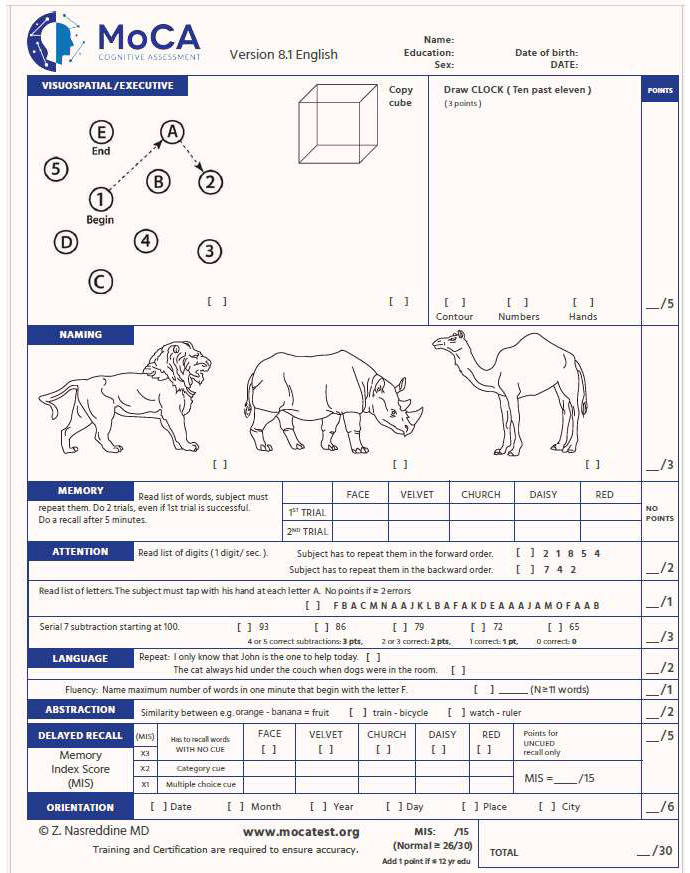 MoCA
COGNITIVE ASSESSMENT
Version 8.1 English
Name:
Education:
Sex:
Date of birth:
DATE:
VISUOSPATIAL / EXECUTIVE
Copy
cube
Draw CLOCK ( Ten past eleven )
( 3 points )
POINTS
E
End
A
5
B
2
1
Begin
D
4
3
C
[ ]
[ ]
[ ] [ ] [ ]
Contour Numbers Hands
__/5
NAMING
[ ]
[ ]
[ ]
__/3
MEMORY
Read list of words, subject must
repeat them. Do 2 trials, even if 1st trial is successful.
Do a recall after 5 minutes.
FACE VELVET CHURCH DAISY RED
1ST TRIAL
2ND TRIAL
NO
POINTS
ATTENTION
Read list of digits ( 1 digit/ sec. ).
Subject has to repeat them in the forward order. [ ] 2 1 8 5 4
Subject has to repeat them in the backward order. [ ] 7 4 2
__/2
Read list of letters. The subject must tap with his hand at each letter A. No points if ≥ 2 errors
[ ] F B A C M N A A J K L B A F A K D E A A A J A M O F A A B
__/1
Serial 7 subtraction starting at 100. [ ] 93 [ ] 86 [ ] 79 [ ] 72 [ ] 65
4 or 5 correct subtractions: 3 pts, 2 or 3 correct: 2 pts, 1 correct: 1 pt, 0 correct: 0
__/3
LANGUAGE
Repeat: I only know that John is the one to help today. [ ]
The cat always hid under the couch when dogs were in the room. [ ]
__/2
Fluency: Name maximum number of words in one minute that begin with the letter F. [ ] _____ (N ≥ 11 words)
__/1
ABSTRACTION
Similarity between e.g. orange - banana = fruit [ ] train - bicycle [ ] watch - ruler
__/2
DELAYED RECALL
Memory
Index Score
(MIS)
(MIS)
Has to recall words
WITH NO CUE
FACE VELVET CHURCH DAISY RED
[ ] [ ] [ ] [ ] [ ]
Points for
UNCUED
recall only
__/5
X3
X2 Category cue
X1 Multiple choice cue
MIS = ____ /15
ORIENTATION
[ ] Date [ ] Month [ ] Year [ ] Day [ ] Place [ ] City
__/6
© Z. Nasreddine MD
www.mocatest.org
MIS: /15
(Normal ≥ 26/30)
Add 1 point if ≤ 12 yr edu
Training and Certification are required to ensure accuracy.
TOTAL
__/30